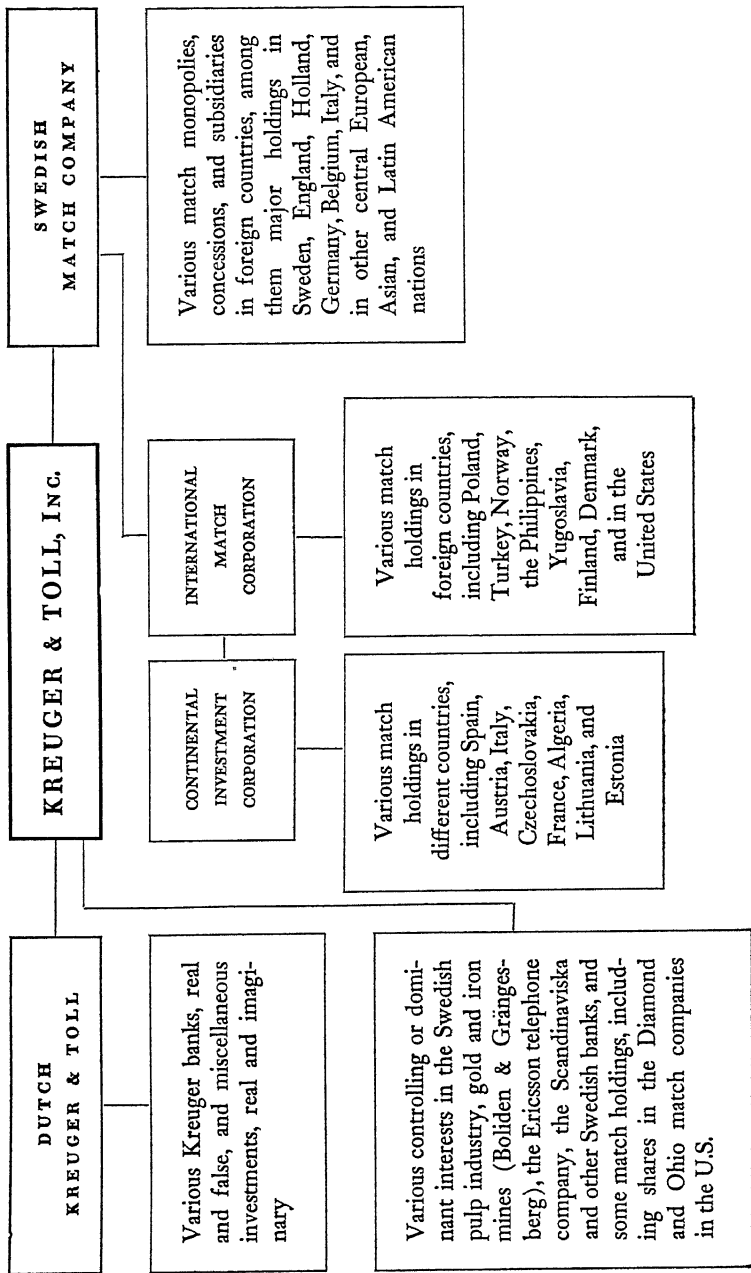 KREUGER & TOLL, INC.
DUTCH
KREUGER & TOLL
SWEDISH
MATCH COMPANY
Various Kreuger banks, real
and false, and miscellaneous
investments, real and imagi-
nary
CONTINENTAL
INVESTMENT
CORPORATION
INTERNATIONAL
MATCH
CORPORATION
Various match monopolies,
concessions, and subsidiaries
in foreign countries, among
them major holdings in
Sweden, England, Holland,
Germany, Belgium, Italy, and
in other central European,
Asian, and Latin American
nations
Various controlling or domi-
nant interests in the Swedish
pulp industry, gold and iron
mines (Boliden & Gränges-
berg), the Ericsson telephone
company, the Scandinaviska
and other Swedish banks, and
some match holdings, includ-
ing shares in the Diamond
and Ohio match companies
in the U.S.
Various match
holdings in
different countries,
including Spain,
Austria, Italy,
Czechoslovakia,
France, Algeria,
Lithuania, and
Estonia
Various match
holdings in
foreign countries,
including Poland,
Turkey, Norway,
the Philippines,
Yugoslavia,
Finland, Denmark,
and in the
United States